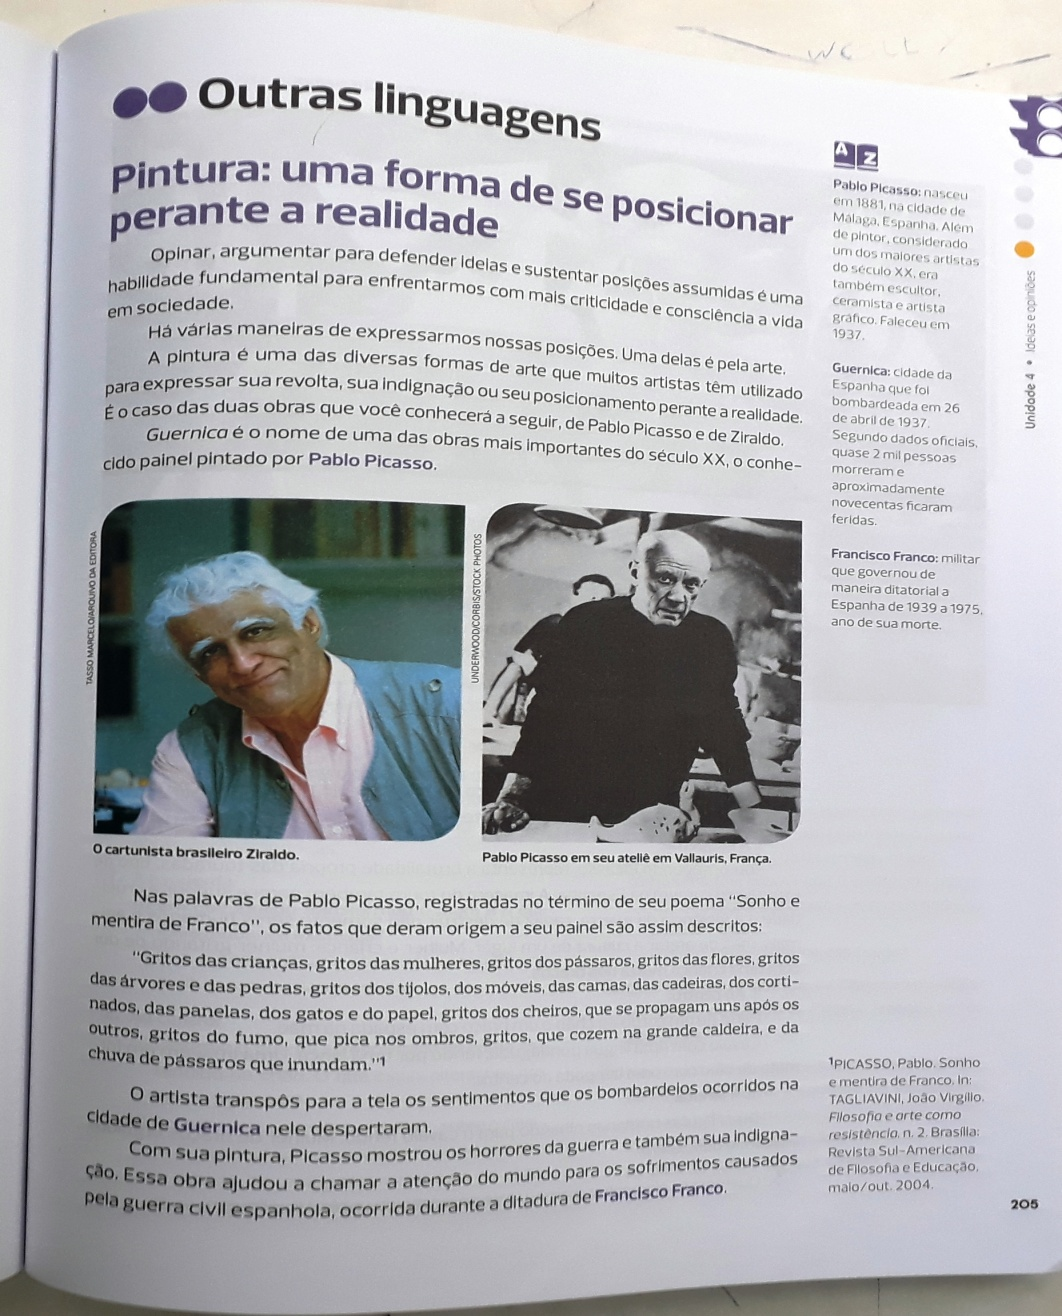 Outras linguagens
Pintura: uma forma de se posicionar
perante a realidade
Opinar, argumentar para defender ideias e sustentar posições assumidas é uma
habilidade fundamental para enfrentarmos com mais criticidade e consciência a vida
em sociedade.
Há várias maneiras de expressarmos nossas posições. Uma delas é pela arte.
A pintura é uma das diversas formas de arte que muitos artistas têm utilizado
para expressar sua revolta, sua indignação ou seu posicionamento perante a realidade.
É o caso das duas obras que você conhecerá a seguir, de Pablo Picasso e de Ziraldo.
Guernica é o nome de uma das obras mais importantes do século XX, o conhe-
cido painel pintado por Pablo Picasso.
TASSO MARCELO/ARQUIVO DA EDITORA
O cartunista brasileiro Ziraldo.
UNDERWOOD/CORBIS/STOCK PHOTOS
Pablo Picasso em seu ateliê em Vallauris, França.
Nas palavras de Pablo Picasso, registradas no término de seu poema "Sonho e
mentira de Franco", os fatos que deram origem a seu painel são assim descritos:
"Gritos das crianças, gritos das mulheres, gritos dos pássaros, gritos das flores, gritos
das árvores e das pedras, gritos dos tijolos, dos móveis, das camas, das cadeiras, dos corti-
nados, das panelas, dos gatos e do papel, gritos dos cheiros, que se propagam uns após os
outros, gritos do fumo, que pica nos ombros, gritos, que cozem na grande caldeira, e da
chuva de pássaros que inundam."¹
O artista transpôs para a tela os sentimentos que os bombardeios ocorridos na
cidade de Guernica nele despertaram.
Com sua pintura, Picasso mostrou os horrores da guerra e também sua indigna-
ção. Essa obra ajudou a chamar a atenção do mundo para os sofrimentos causados
pela guerra civil espanhola, ocorrida durante a ditadura de Francisco Franco.
A Z
Pablo Picasso: nasceu
em 1881, na cidade de
Málaga, Espanha. Além
de pintor, considerado
um dos maiores artistas
do século XX, era
também escultor,
ceramista e artista
gráfico. Faleceu em
1937.
Guernica: cidade da
Espanha que foi
bombardeada em 26
de abril de 1937.
Segundo dados oficiais,
quase 2 mil pessoas
morreram e
aproximadamente
novecentas ficaram
feridas.
Francisco Franco: militar
que governou de
maneira ditatorial a
Espanha de 1939 a 1975,
ano de sua morte.
¹PICASSO, Pablo. Sonho
e mentira de Franco. In:
TAGLIAVINI, João Virgílio.
Filosofia e arte como
resistência. n. 2. Brasília:
Revista Sul-Americana
de Filosofia e Educação,
maio/out. 2004.
Unidade 4 • Ideias e opiniões
205